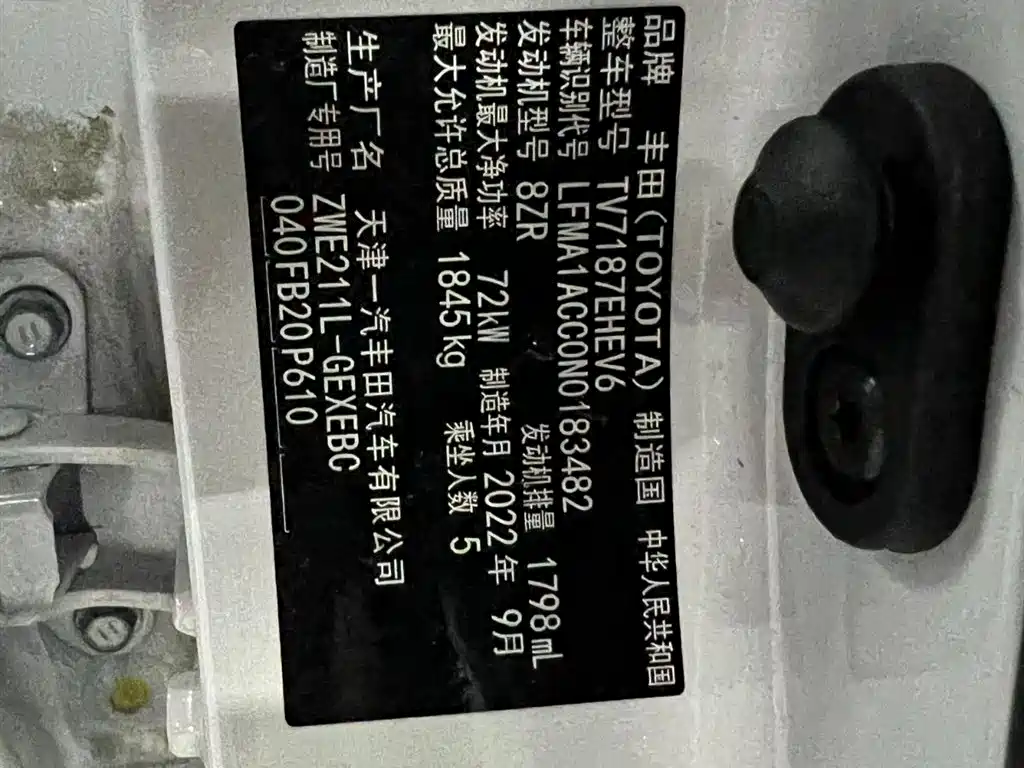 品牌 丰田(TOYOTA) 制造国 中华人民共和国
整车型号 TV7187EHEV6
车辆识别代号 LFMA1ACC0N0183482
发动机型号 8ZR 发动机排量 1798mL
发动机最大净功率 72kW 制造年月 2022年 9月
最大允许总质量 1845kg 乘坐人数 5
生产厂名 天津一汽丰田汽车有限公司
制造厂专用号 ZWE211L-GEXEBC
040FB20P610